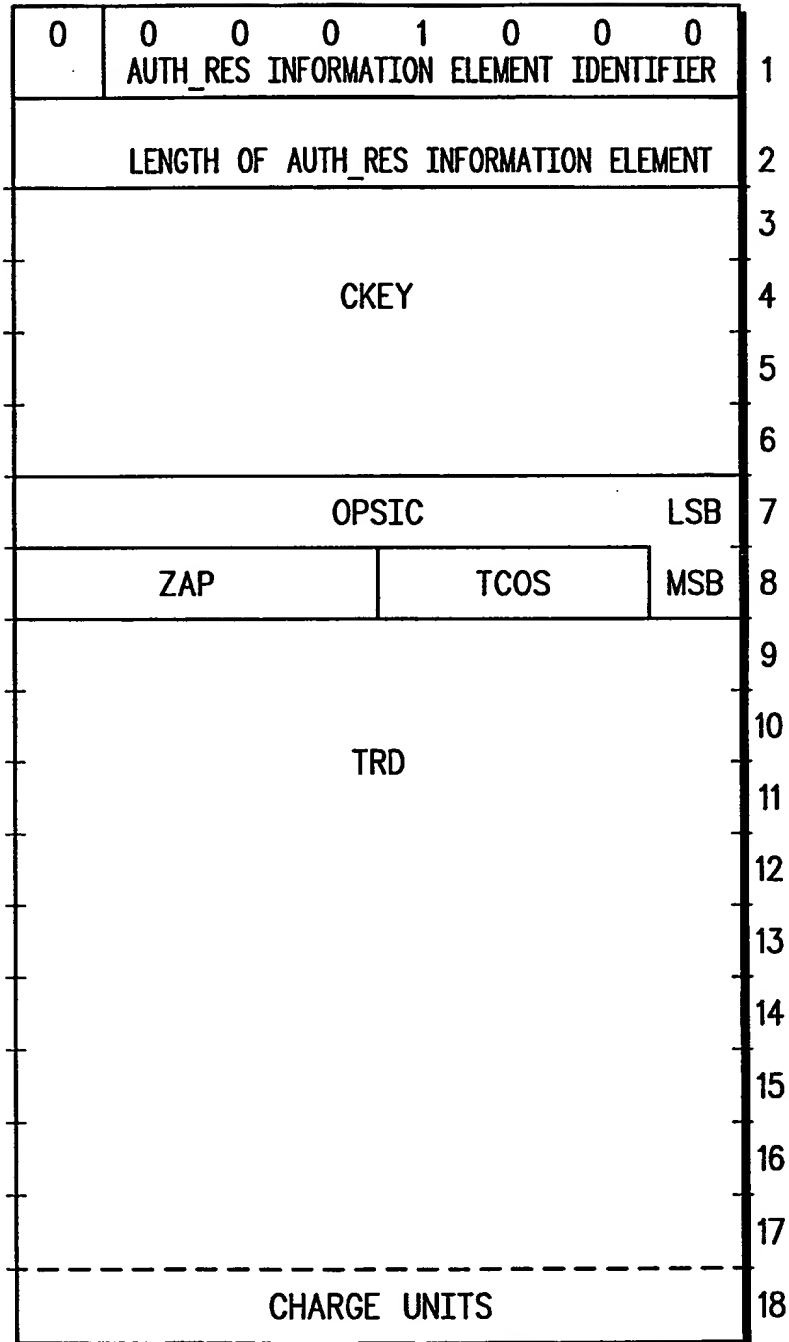 0 0 0 0 1 0 0 0
AUTH_RES INFORMATION ELEMENT IDENTIFIER 1
LENGTH OF AUTH_RES INFORMATION ELEMENT 2
3
CKEY 4
5
6
OPSIC LSB 7
ZAP TCOS MSB 8
9
10
TRD
11
12
13
14
15
16
17
CHARGE UNITS 18